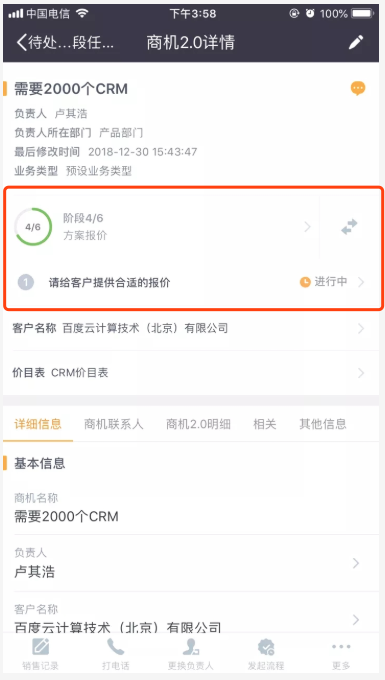 中国电信 下午3:58 100%
待处...段任... 商机2.0详情
需要2000个CRM
负责人 卢其浩
负责人所在部门 产品部门
最后修改时间 2018-12-30 15:43:47
业务类型 预设业务类型
4/6 阶段4/6
方案报价
1 请给客户提供合适的报价 进行中
客户名称 百度云计算技术（北京）有限公司
价目表 CRM价目表
详细信息 商机联系人 商机2.0明细 相关 其他信息
基本信息
商机名称
需要2000个CRM
负责人
卢其浩
客户名称
百度云计算技术（北京）有限公司
销售记录 打电话 更换负责人 发起流程 更多